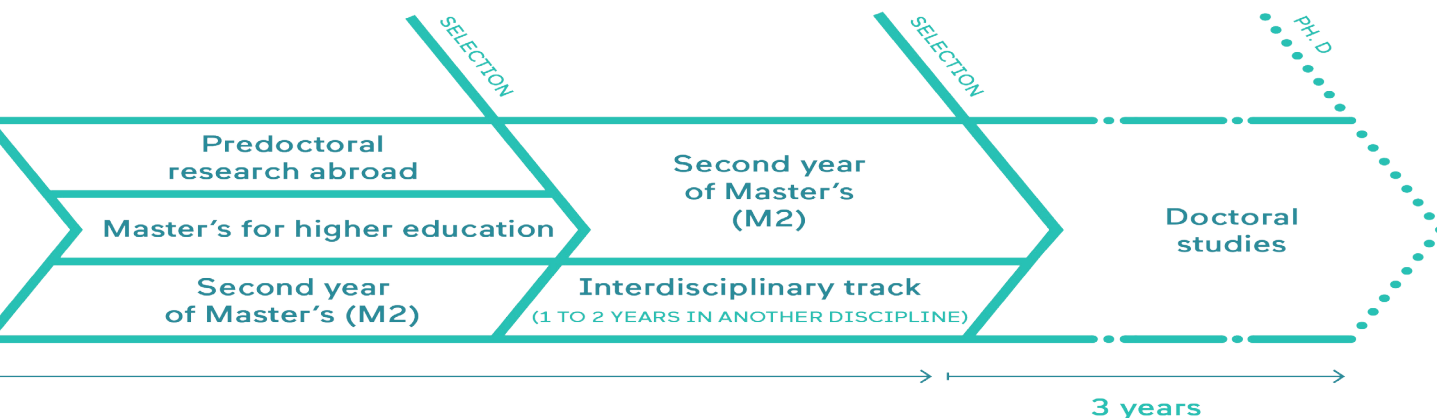 SELECTION
SELECTION
PH. D
Predoctoral
research abroad
Master’s for higher education
Second year
of Master’s (M2)
Second year
of Master’s
(M2)
Interdisciplinary track
(1 TO 2 YEARS IN ANOTHER DISCIPLINE)
Doctoral
studies
3 years